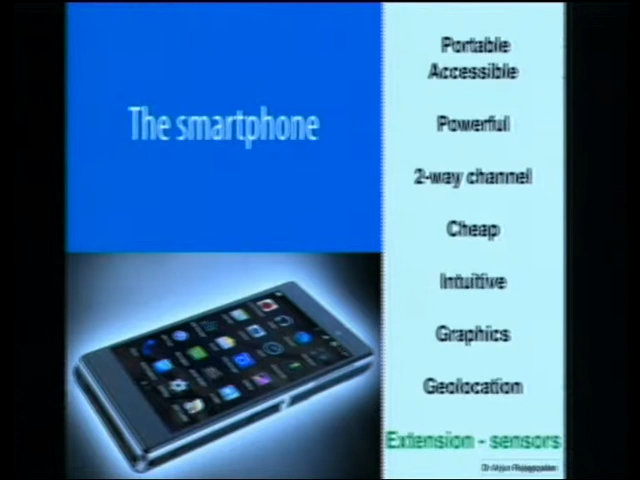 The smartphone
Portable
Accessible
Powerful
2-way channel
Cheap
Intuitive
Graphics
Geolocation
Extension - sensors